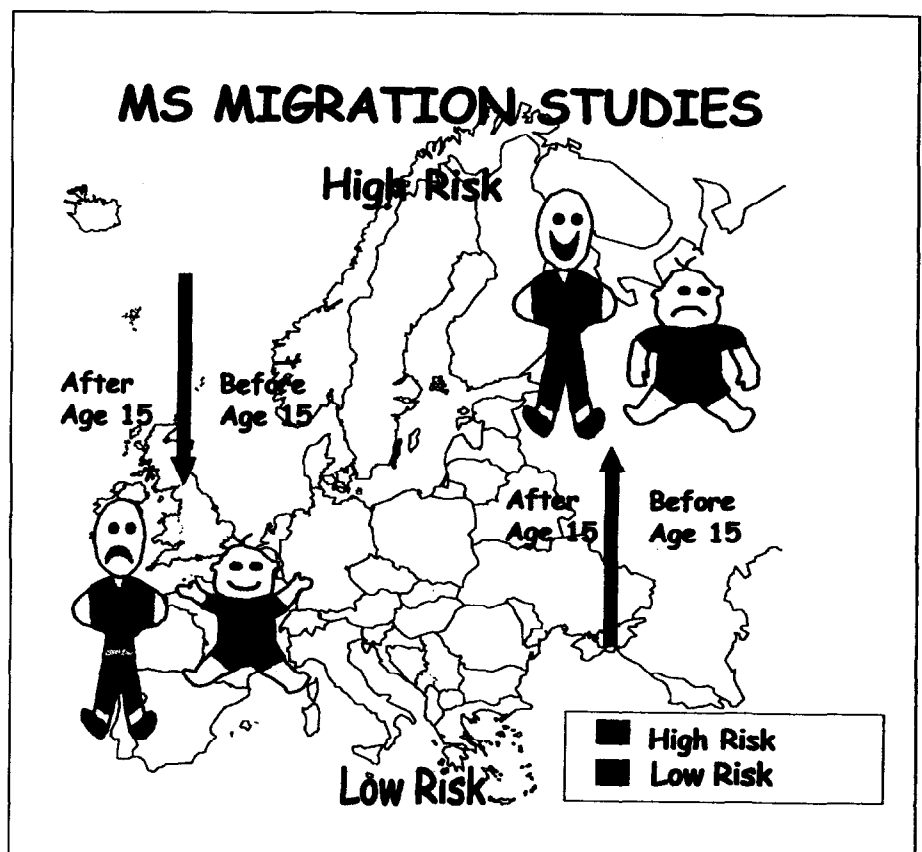 MS MIGRATION STUDIES
High Risk
After
Age 15
Before
Age 15
After
Age 15
Before
Age 15
High Risk
Low Risk
Low Risk